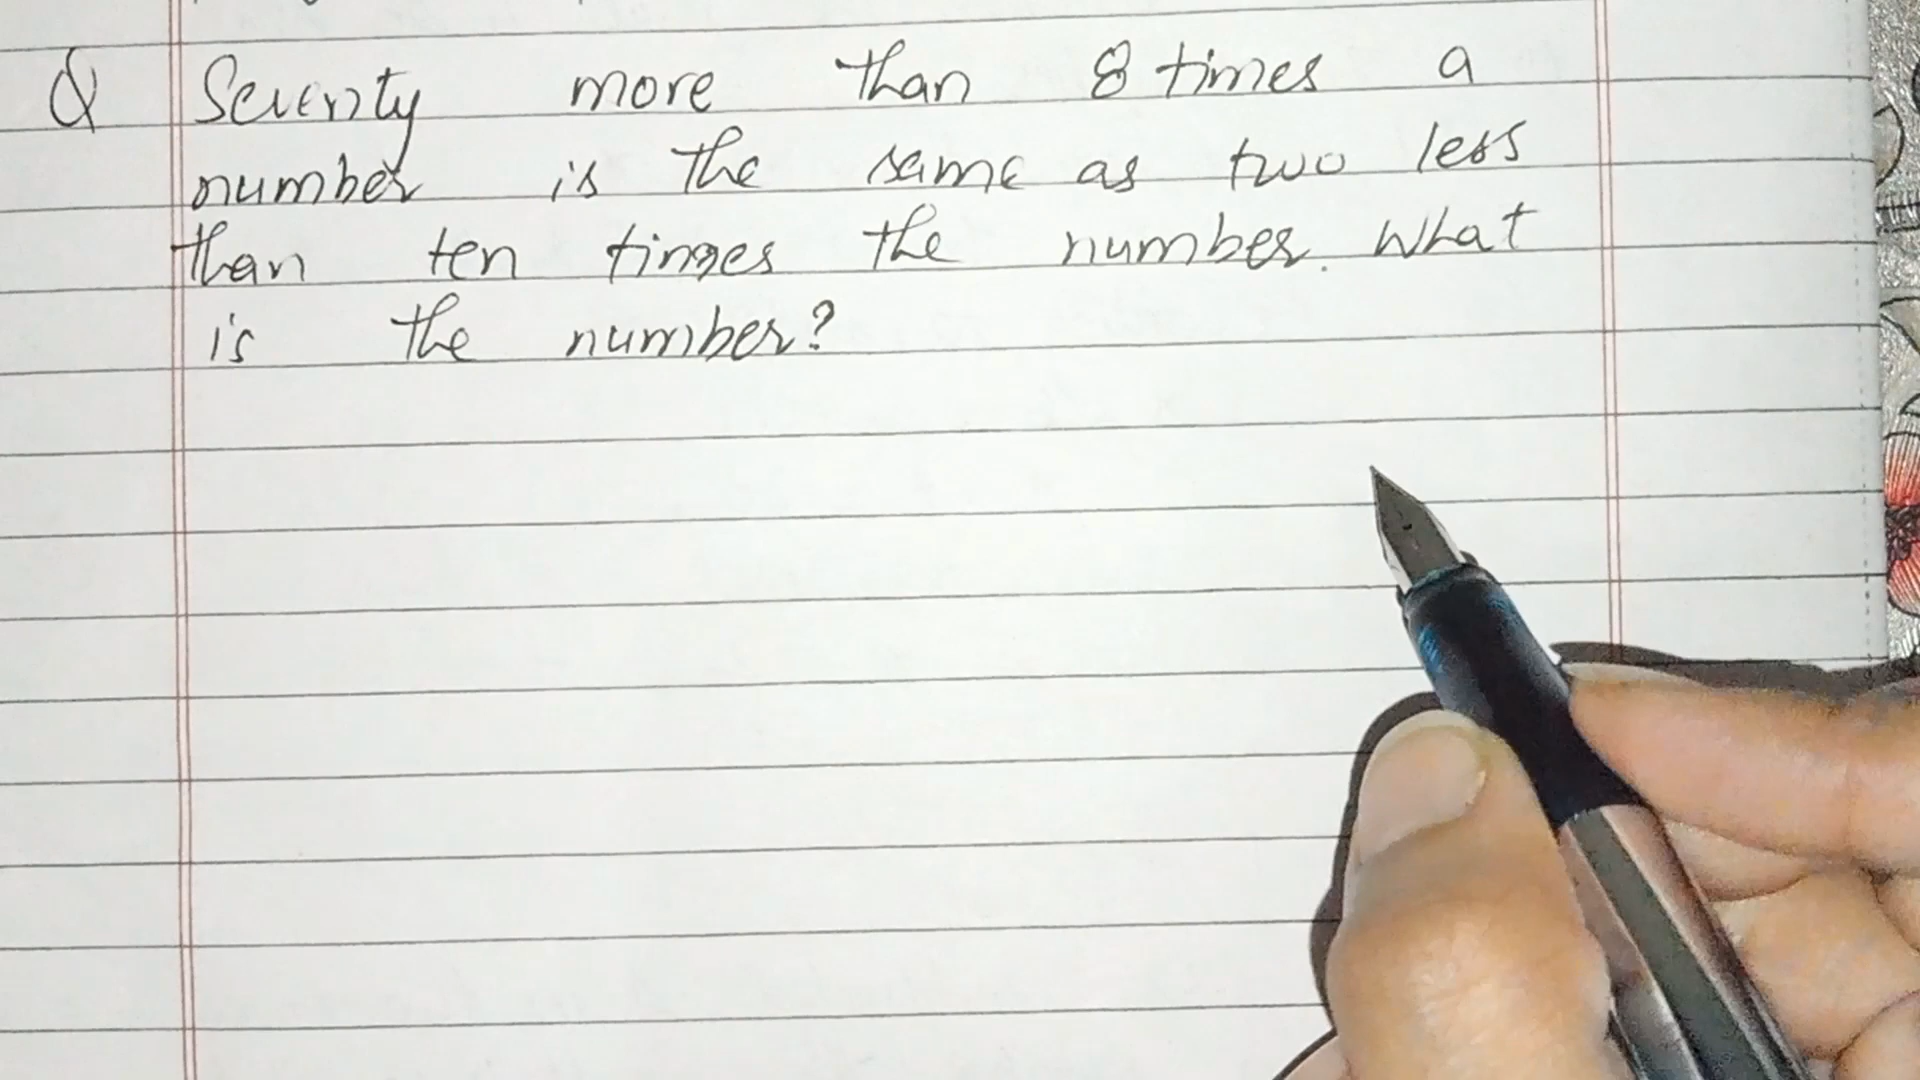 Q Seventy more than 8 times a
number is the same as two less
than ten times the number. What
is the number?